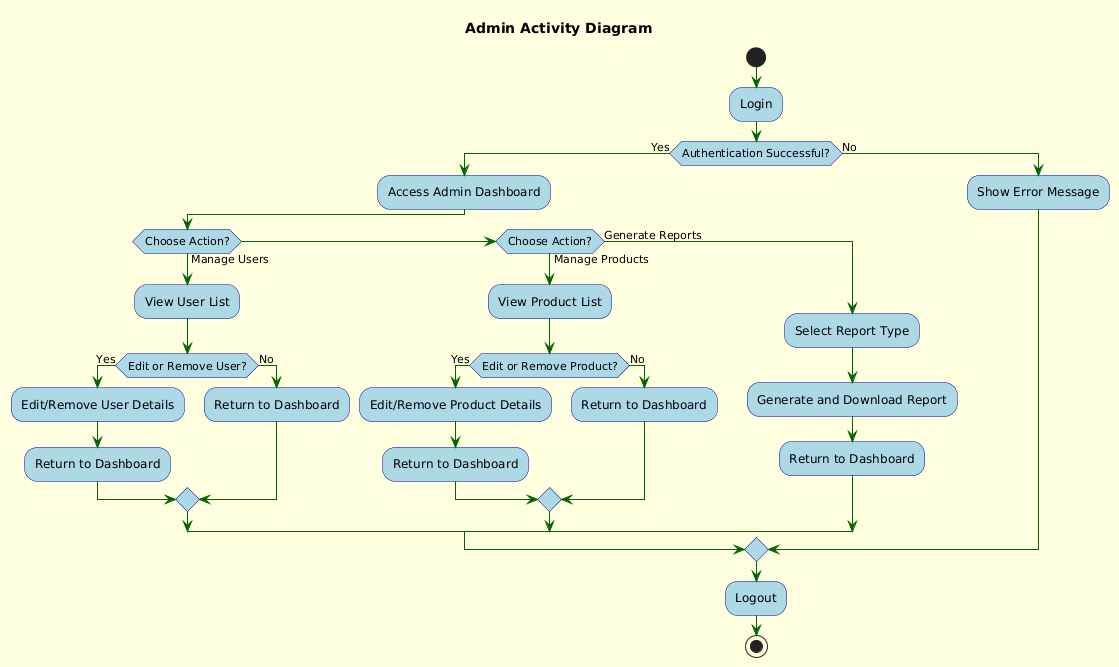 Admin Activity Diagram
Login
Yes
Authentication Successful?
No
Access Admin Dashboard
Show Error Message
Choose Action?
Choose Action?
Generate Reports
Manage Users
Manage Products
View User List
View Product List
Select Report Type
Yes
Edit or Remove User?
No
Yes
Edit or Remove Product?
No
Edit/Remove User Details
Return to Dashboard
Edit/Remove Product Details
Return to Dashboard
Generate and Download Report
Return to Dashboard
Return to Dashboard
Return to Dashboard
Logout